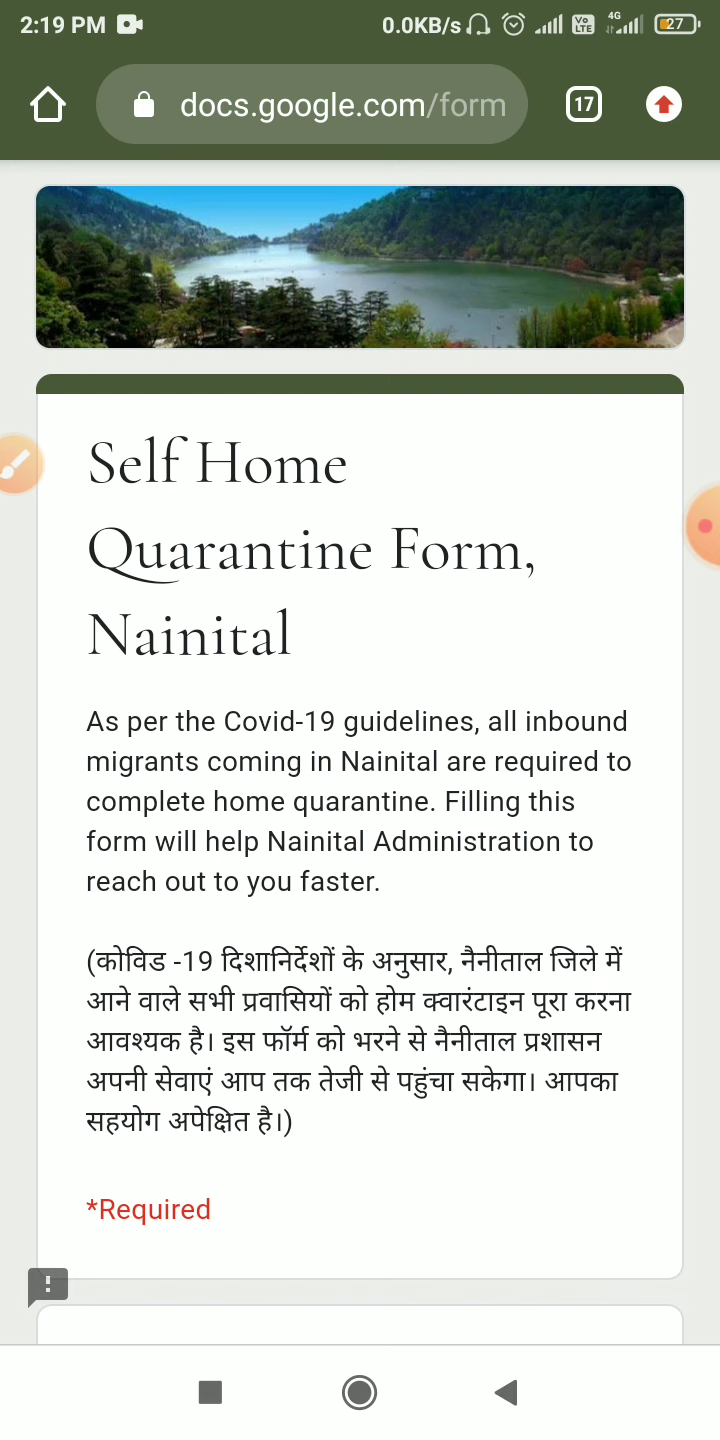 2:19 PM 0.0KB/s Vo LTE 4G 27
docs.google.com/form 17
Self Home
Quarantine Form,
Nainital
As per the Covid-19 guidelines, all inbound
migrants coming in Nainital are required to
complete home quarantine. Filling this
form will help Nainital Administration to
reach out to you faster.
(कोविड -19 दिशानिर्देशों के अनुसार, नैनीताल जिले में
आने वाले सभी प्रवासियों को होम क्वारंटाइन पूरा करना
आवश्यक है। इस फॉर्म को भरने से नैनीताल प्रशासन
अपनी सेवाएं आप तक तेजी से पहुंचा सकेगा। आपका
सहयोग अपेक्षित है।)
*Required